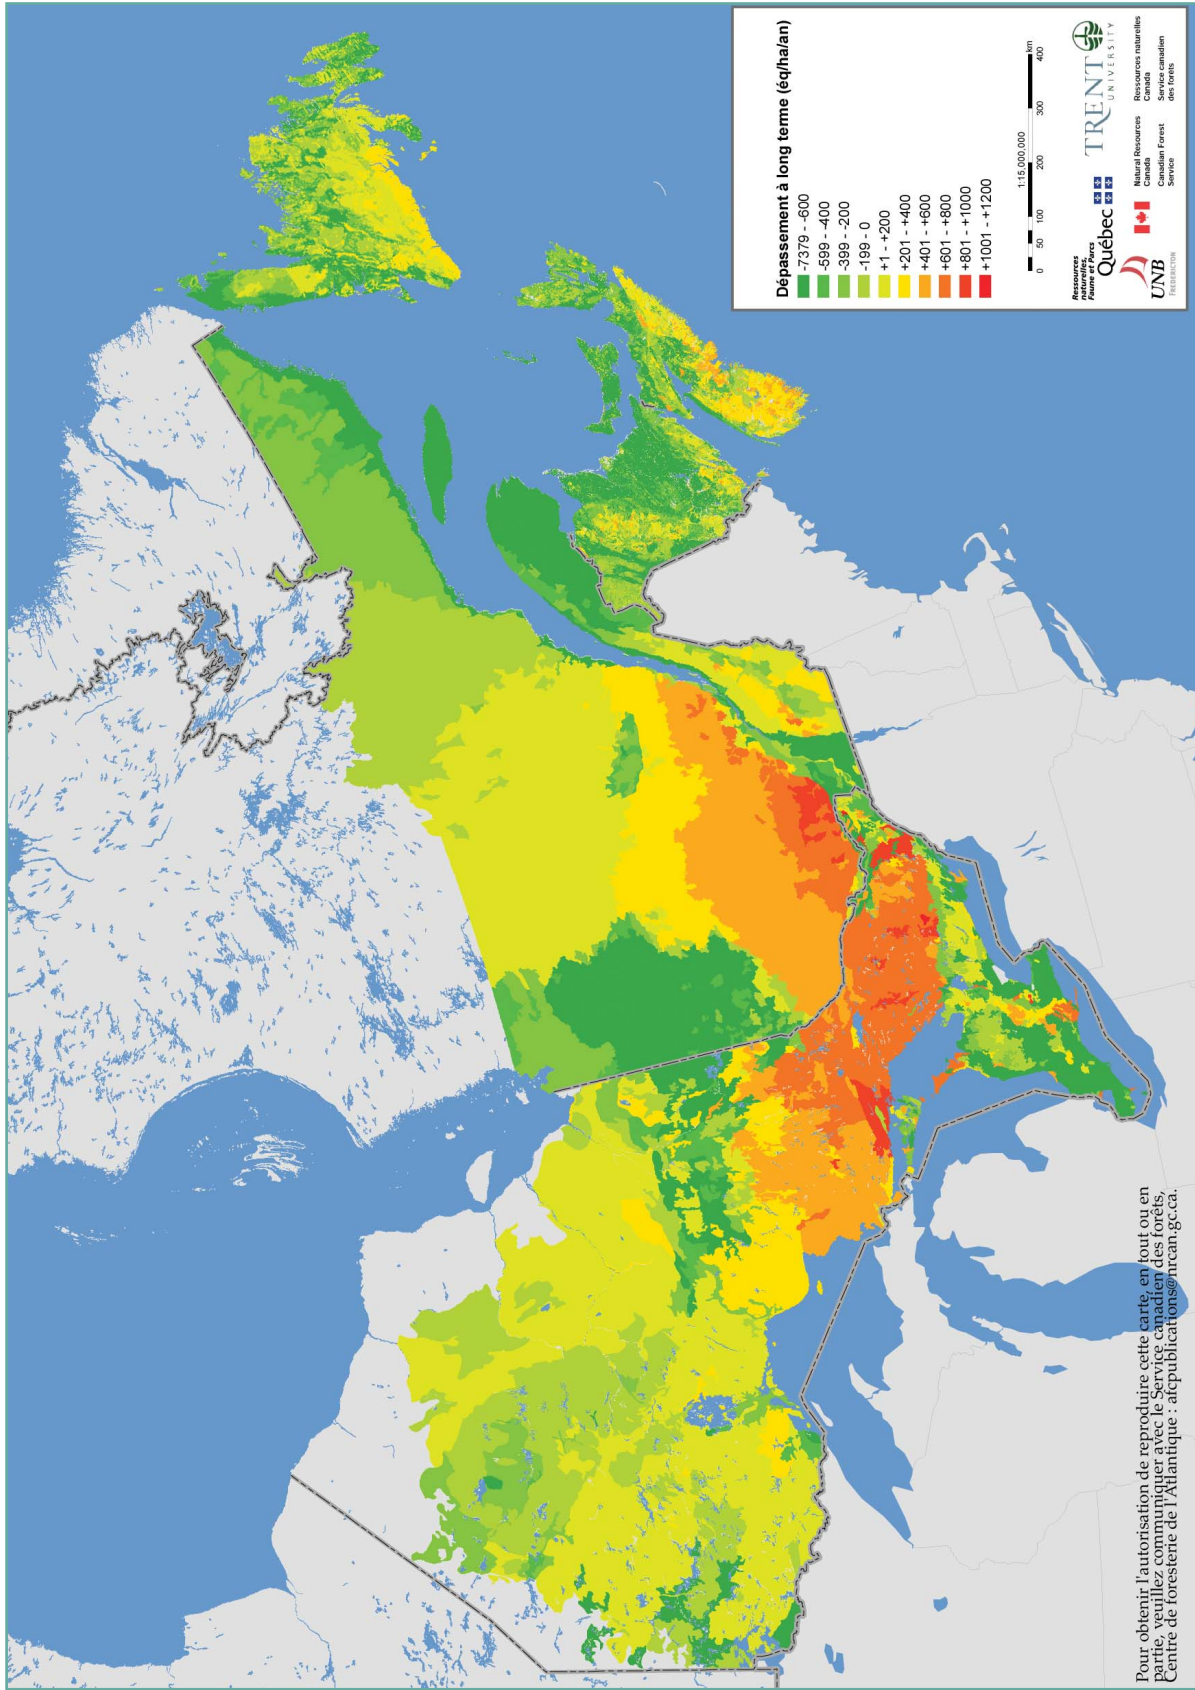 Dépassement à long terme (éq/ha/an)
-7379 - -600
-599 - -400
-399 - -200
-199 - 0
+1 - +200
+201 - +400
+401 - +600
+601 - +800
+801 - +1000
+1001 - +1200
1:15,000,000
0 50 100 200 300 400 km
Ressources
naturelles,
Faune et Parcs
Québec
TRENT
UNIVERSITY
UNB
FREDERICTON
Natural Resources
Canada
Canadian Forest
Service
Ressources naturelles
Canada
Service canadien
des forêts
Pour obtenir l'autorisation de reproduire cette carte, en tout ou en
partie, veuillez communiquer avec le Service canadien des forêts,
Centre de foresterie de l'Atlantique : afcpublications@nrcan.gc.ca.